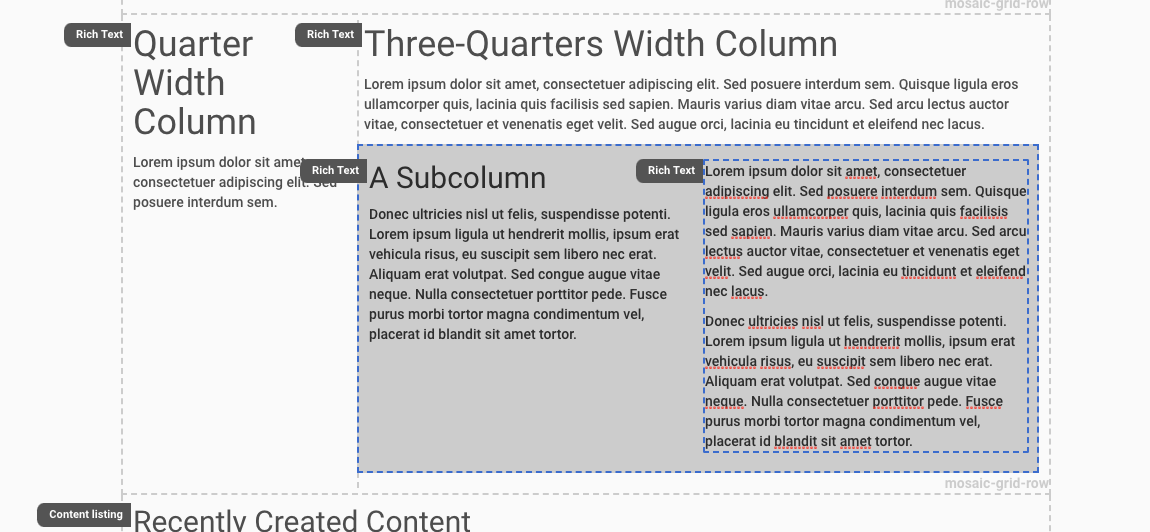 mosaic-grid-row
Rich Text
Quarter
Width
Column
Lorem ipsum dolor sit amet,
consectetuer adipiscing elit. Sed
posuere interdum sem.
Rich Text
Three-Quarters Width Column
Lorem ipsum dolor sit amet, consectetuer adipiscing elit. Sed posuere interdum sem. Quisque ligula eros
ullamcorper quis, lacinia quis facilisis sed sapien. Mauris varius diam vitae arcu. Sed arcu lectus auctor
vitae, consectetuer et venenatis eget velit. Sed augue orci, lacinia eu tincidunt et eleifend nec lacus.
Rich Text
A Subcolumn
Donec ultricies nisl ut felis, suspendisse potenti.
Lorem ipsum ligula ut hendrerit mollis, ipsum erat
vehicula risus, eu suscipit sem libero nec erat.
Aliquam erat volutpat. Sed congue augue vitae
neque. Nulla consectetuer porttitor pede. Fusce
purus morbi tortor magna condimentum vel,
placerat id blandit sit amet tortor.
Rich Text
Lorem ipsum dolor sit amet, consectetuer
adipiscing elit. Sed posuere interdum sem. Quisque
ligula eros ullamcorper quis, lacinia quis facilisis
sed sapien. Mauris varius diam vitae arcu. Sed arcu
lectus auctor vitae, consectetuer et venenatis eget
velit. Sed augue orci, lacinia eu tincidunt et eleifend
nec lacus.
Donec ultricies nisl ut felis, suspendisse potenti.
Lorem ipsum ligula ut hendrerit mollis, ipsum erat
vehicula risus, eu suscipit sem libero nec erat.
Aliquam erat volutpat. Sed congue augue vitae
neque. Nulla consectetuer porttitor pede. Fusce
purus morbi tortor magna condimentum vel,
placerat id blandit sit amet tortor.
mosaic-grid-row
Content listing
Recently Created Content